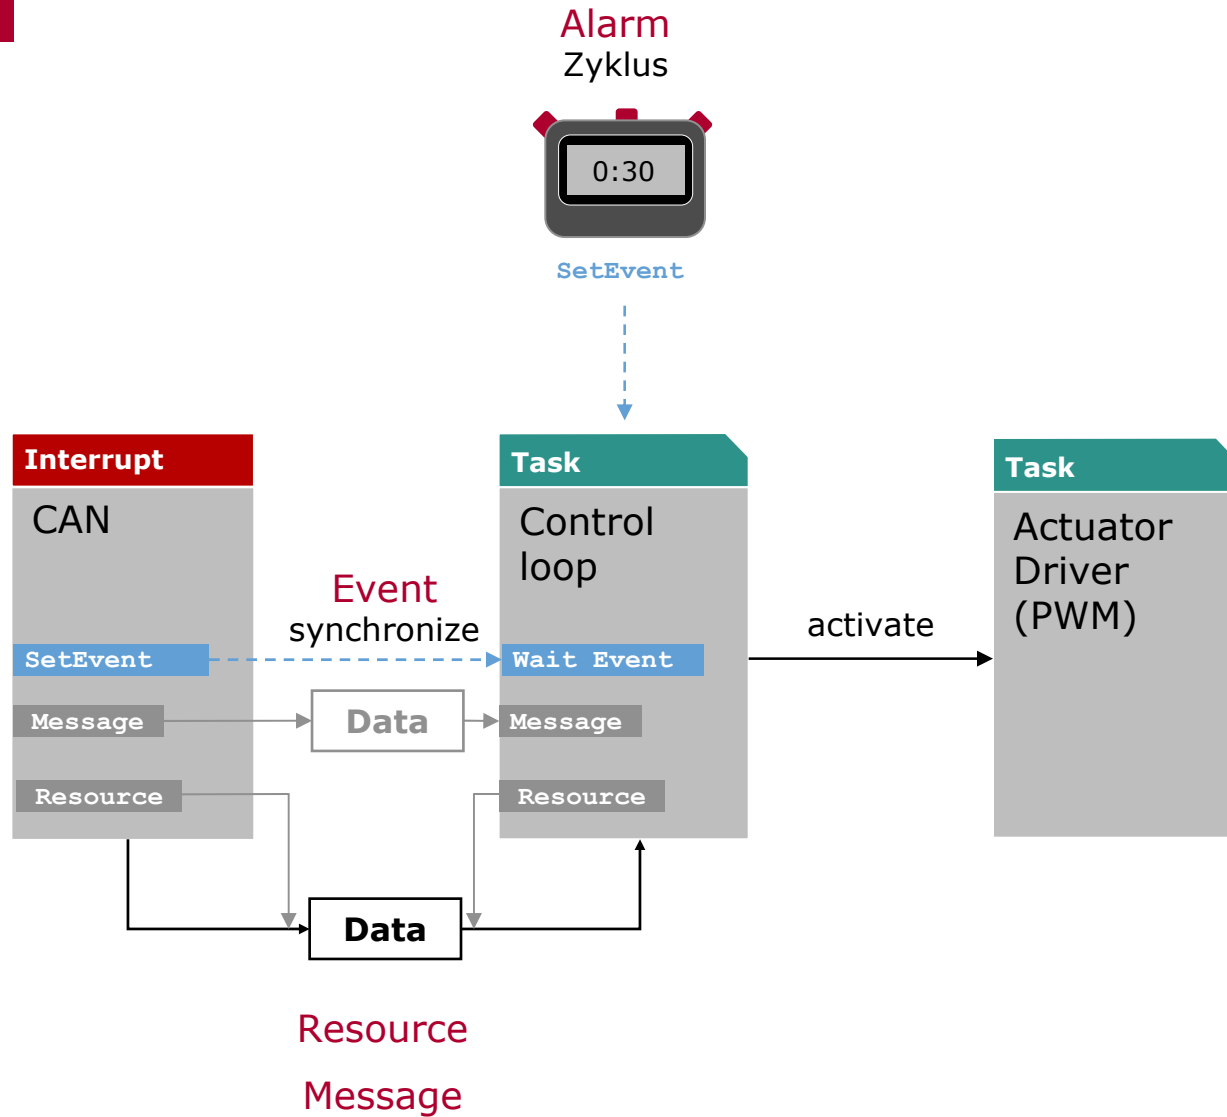 Alarm
Zyklus
0:30
SetEvent
Interrupt
CAN
SetEvent
Message
Resource
Event
synchronize
Data
Task
Control
loop
Wait Event
Message
Resource
activate
Task
Actuator
Driver
(PWM)
Data
Resource
Message